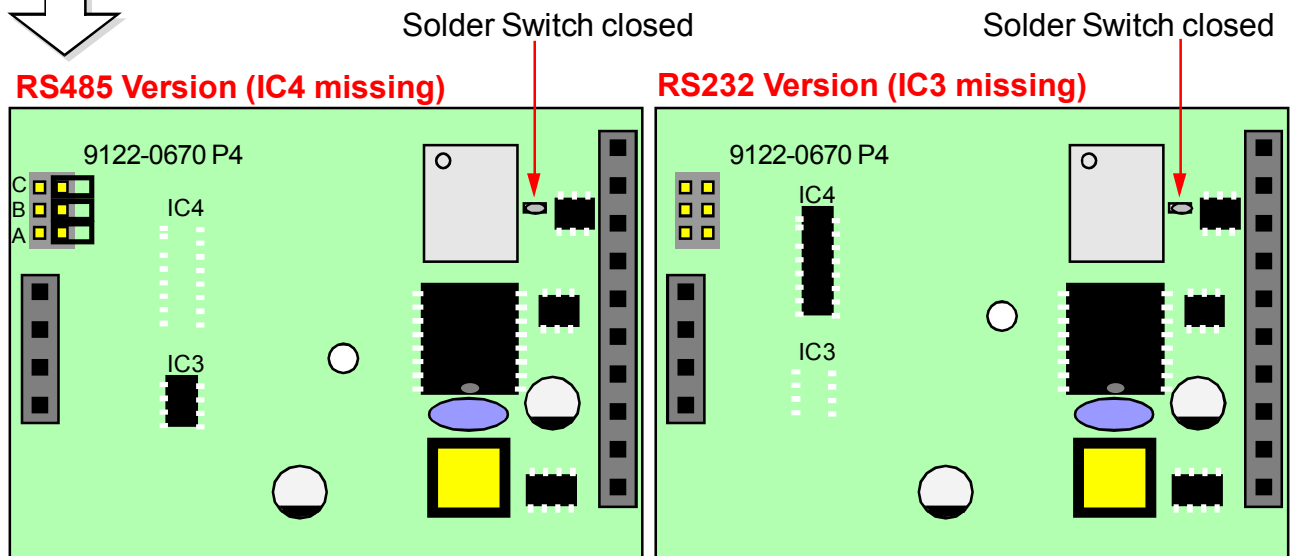 Solder Switch closed
Solder Switch closed
RS485 Version (IC4 missing)
RS232 Version (IC3 missing)
9122-0670 P4
C
B
A
IC4
IC3
9122-0670 P4
IC4
IC3